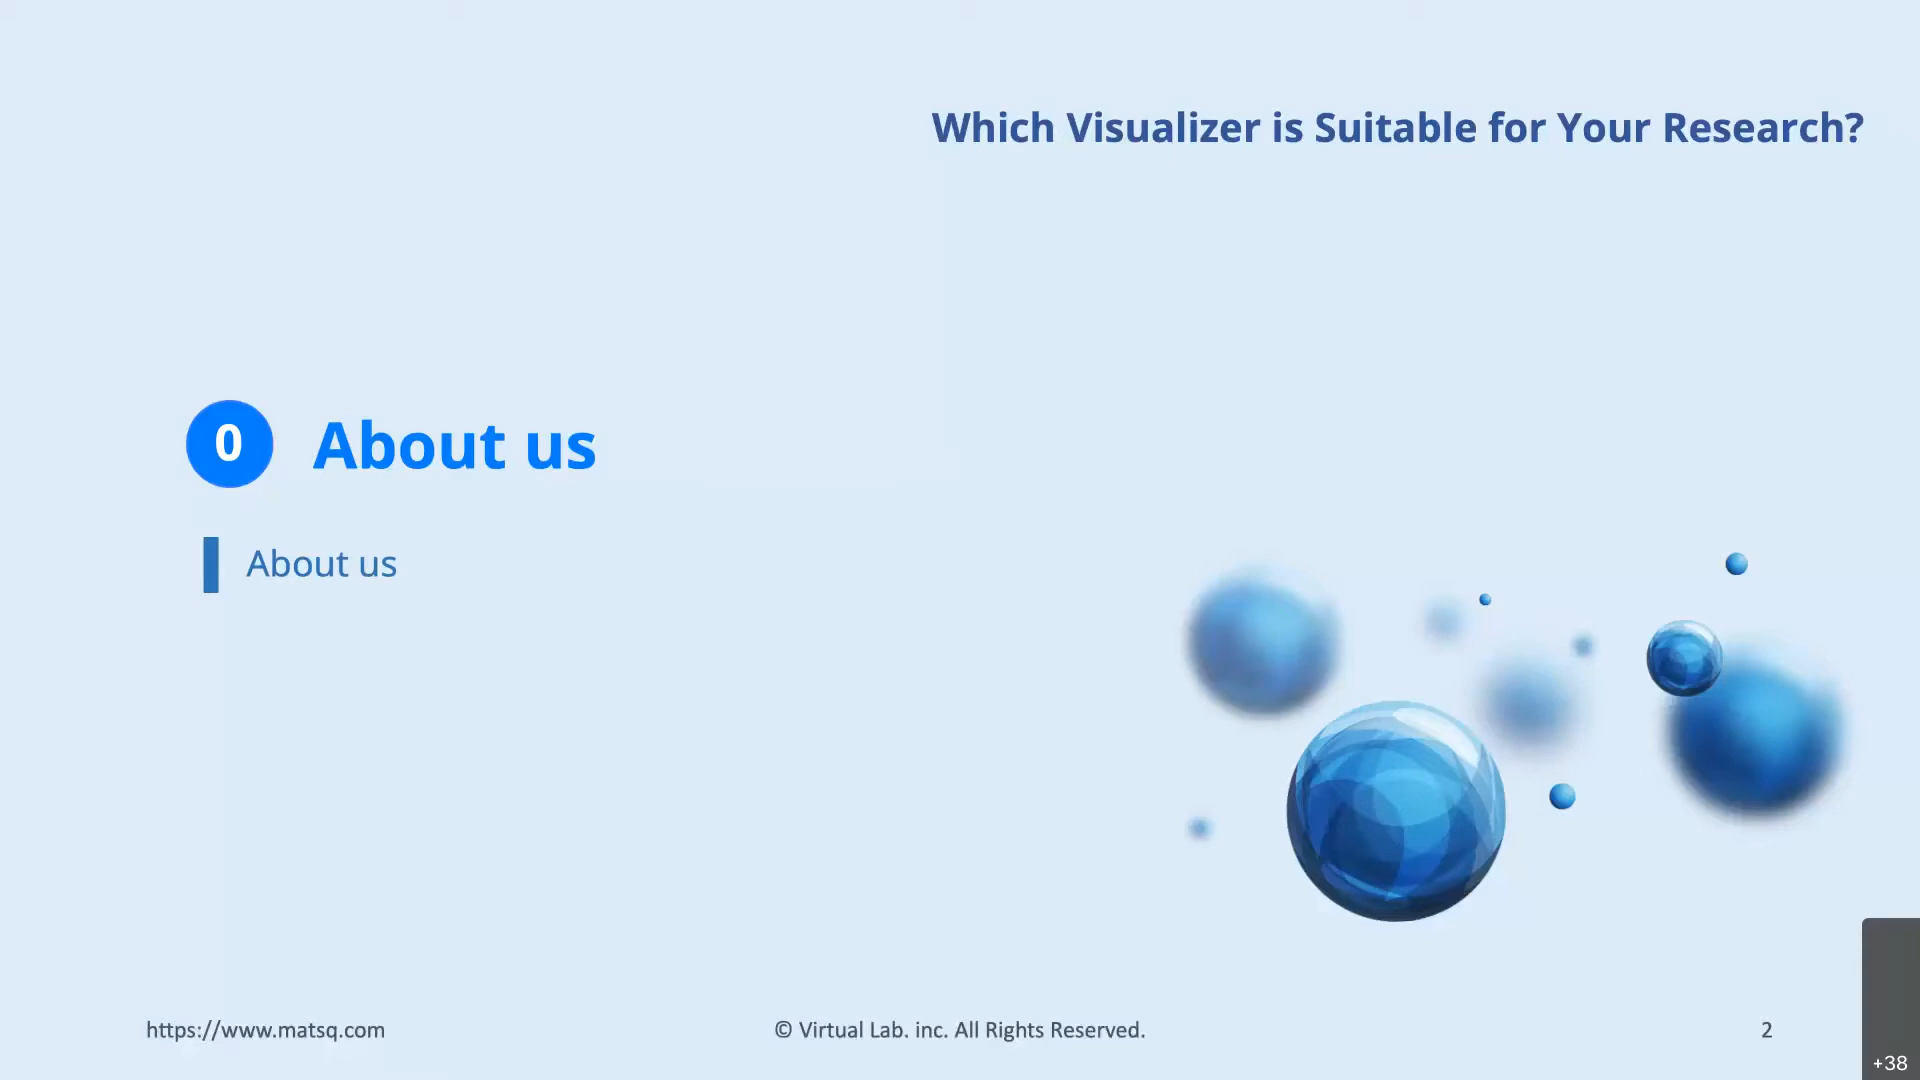 Which Visualizer is Suitable for Your Research?
0 About us
About us
https://www.matsq.com
© Virtual Lab. inc. All Rights Reserved.
2
+38